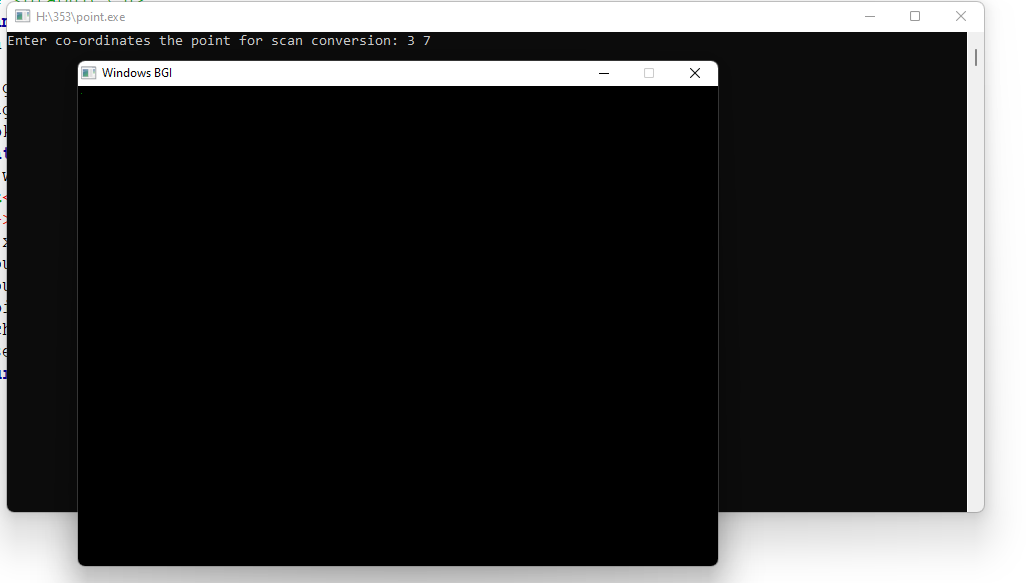 H:\353\point.exe
Enter co-ordinates the point for scan conversion: 3 7
Windows BGI